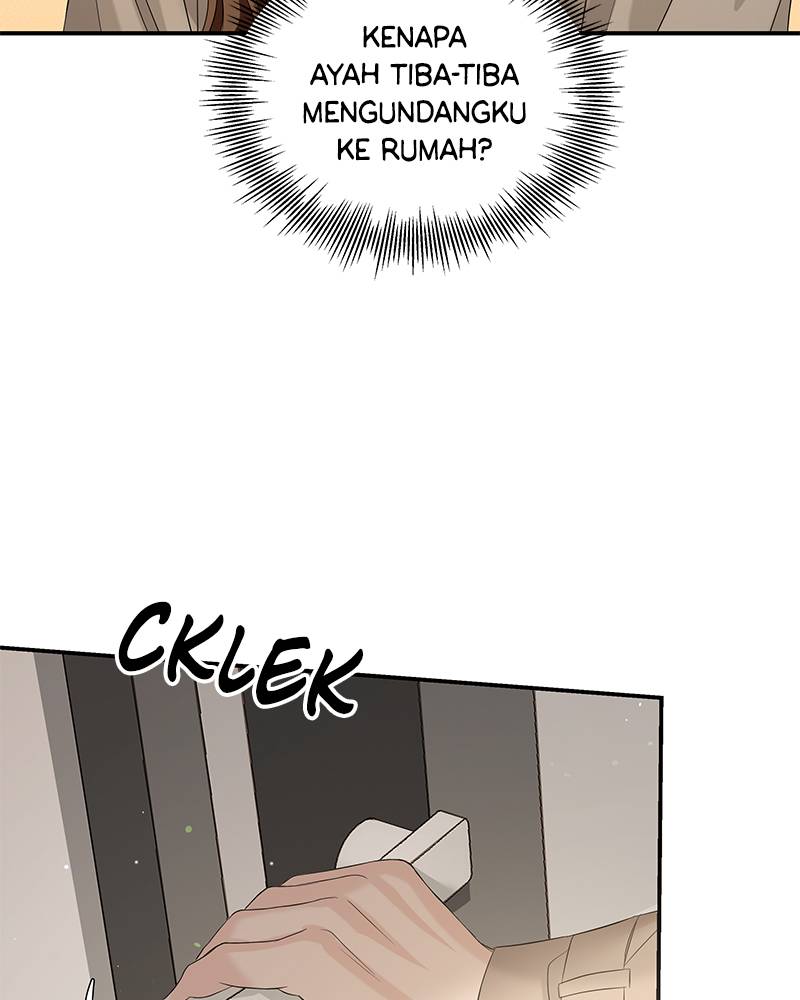 KENAPA
AYAH TIBA-TIBA
MENGUNDANGKU
KE RUMAH?
CKLEK